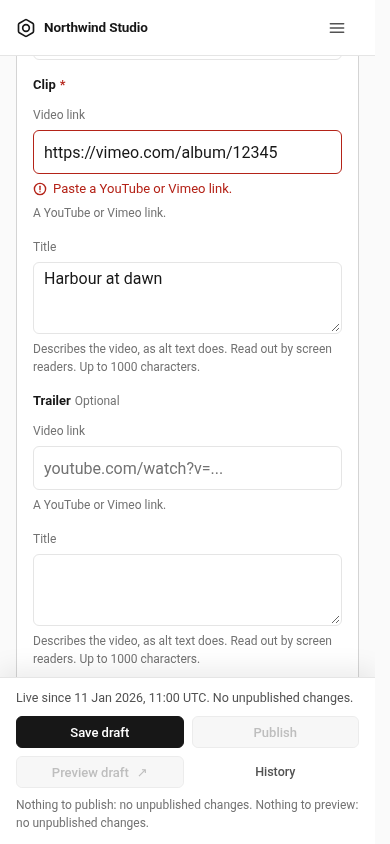 Northwind Studio
Clip *
Video link
https://vimeo.com/album/12345
Paste a YouTube or Vimeo link.
A YouTube or Vimeo link.
Title
Harbour at dawn
Describes the video, as alt text does. Read out by screen
readers. Up to 1000 characters.
Trailer Optional
Video link
youtube.com/watch?v=...
A YouTube or Vimeo link.
Title
Describes the video, as alt text does. Read out by screen
readers. Up to 1000 characters.
Live since 11 Jan 2026, 11:00 UTC. No unpublished changes.
Save draft
Publish
Preview draft ↗
History
Nothing to publish: no unpublished changes. Nothing to preview:
no unpublished changes.